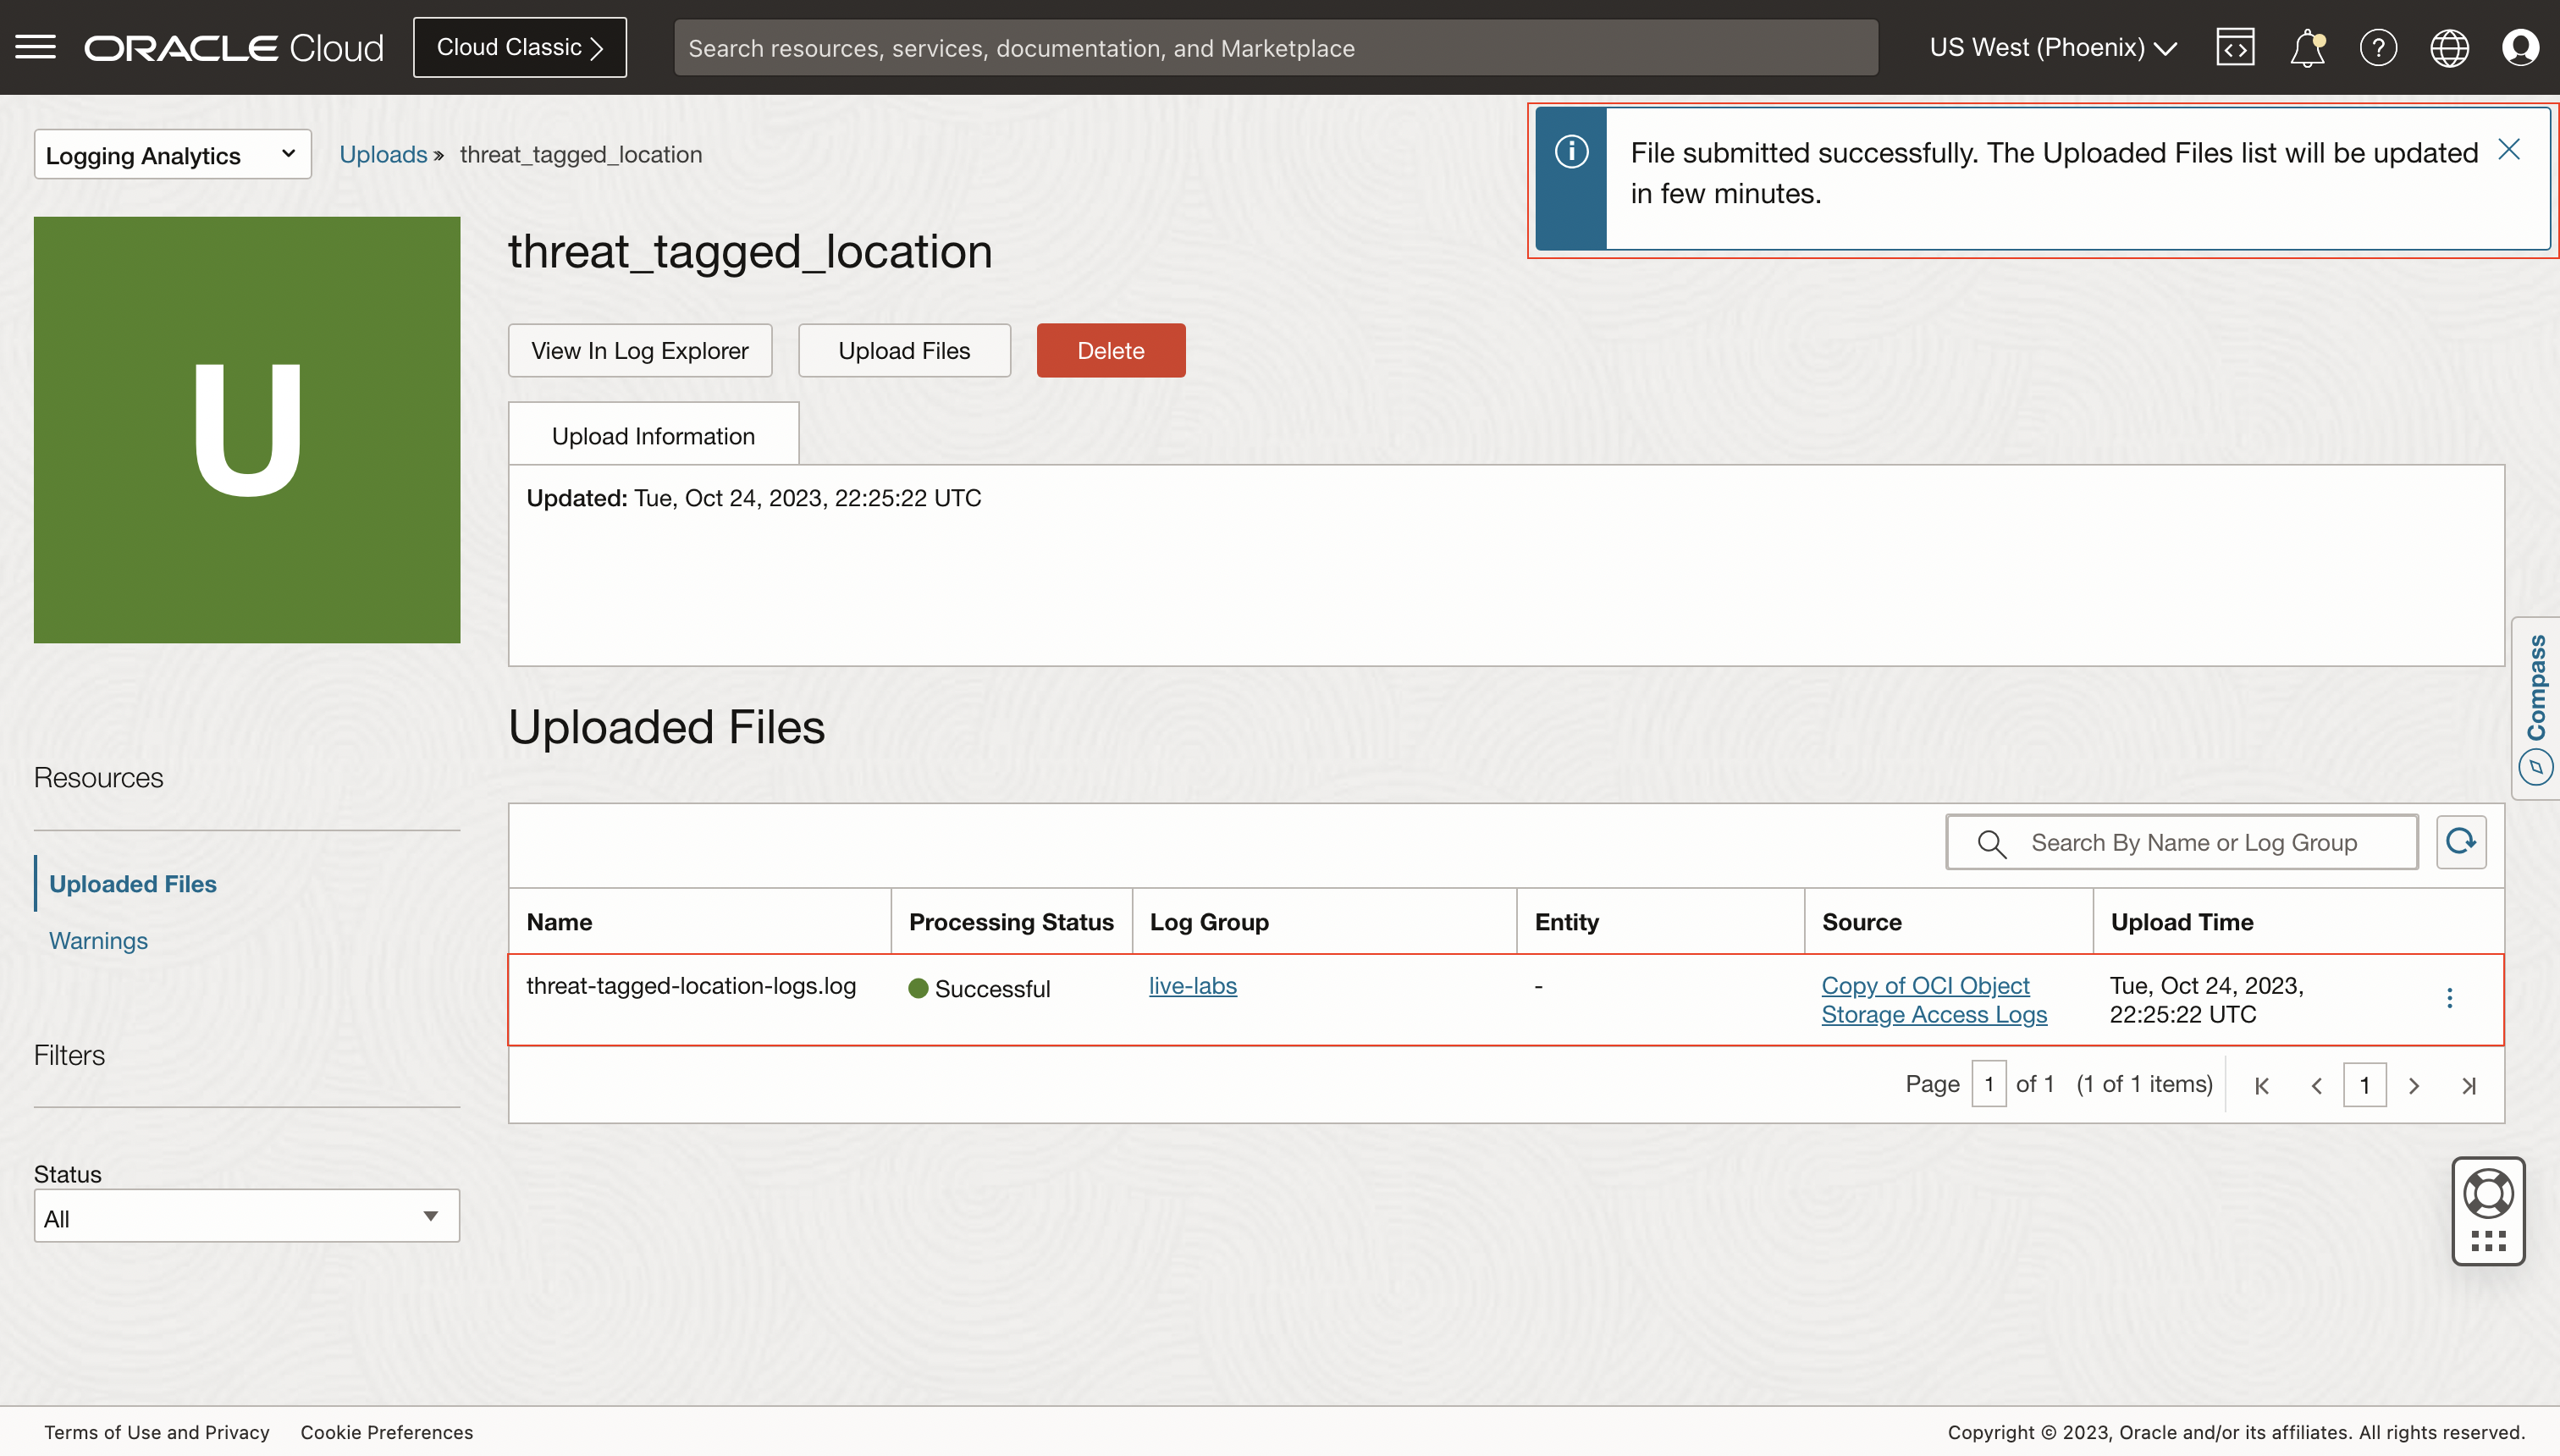 ORACLE Cloud
Cloud Classic
Search resources, services, documentation, and Marketplace
US West (Phoenix)
Logging Analytics
Uploads » threat_tagged_location
File submitted successfully. The Uploaded Files list will be updated
in few minutes.
U
threat_tagged_location
View In Log Explorer
Upload Files
Delete
Upload Information
Updated: Tue, Oct 24, 2023, 22:25:22 UTC
Compass
Uploaded Files
Resources
Uploaded Files
Warnings
Filters
Status
All
Search By Name or Log Group
Name Processing Status Log Group Entity Source Upload Time
threat-tagged-location-logs.log Successful live-labs - Copy of OCI Object Tue, Oct 24, 2023,
Storage Access Logs 22:25:22 UTC
Page 1 of 1 (1 of 1 items) 1
Terms of Use and Privacy Cookie Preferences
Copyright © 2023, Oracle and/or its affiliates. All rights reserved.